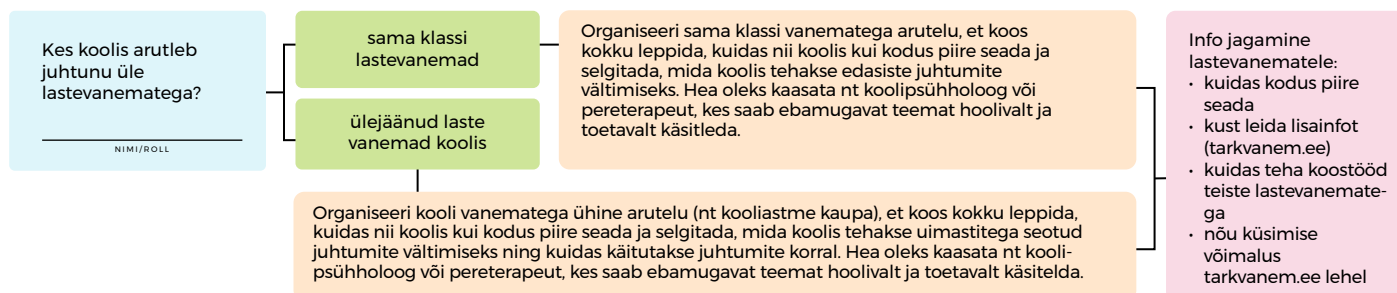 Kes koolis arutleb
juhtunu üle
lastevanematega?
NIMI/ROLL
sama klassi
lastevanemad
ülejäänud laste
vanemad koolis
Organiseeri sama klassi vanematega arutelu, et koos
kokku leppida, kuidas nii koolis kui kodus piire seada ja
selgitada, mida koolis tehakse edasiste juhtumite
vältimiseks. Hea oleks kaasata nt koolipsühholoog või
pereterapeut, kes saab ebamugavat teemat hoolivalt ja
toetavalt käsitleda.
Organiseeri kooli vanematega ühine arutelu (nt kooliastme kaupa), et koos kokku leppida,
kuidas nii koolis kui kodus piire seada ja selgitada, mida koolis tehakse uimastitega seotud
juhtumite vältimiseks ning kuidas käitutakse juhtumite korral. Hea oleks kaasata nt kooli-
psühholoog või pereterapeut, kes saab ebamugavat teemat hoolivalt ja toetavalt käsitelda.
Info jagamine
lastevanematele:
• kuidas kodus piire
seada
• kust leida lisainfot
(tarkvanem.ee)
• kuidas teha koostööd
teiste lastevanemate-
ga
• nõu küsimise
võimalus
tarkvanem.ee lehel